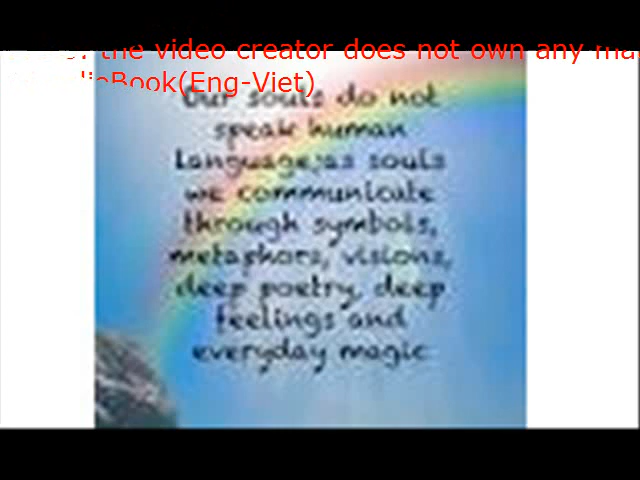 the video creator does not own any
Book(Eng-Viet)
Our souls do not
speak human
language;as souls
we communicate
through symbols,
metaphors, visions,
deep poetry, deep
feelings and
everyday magic